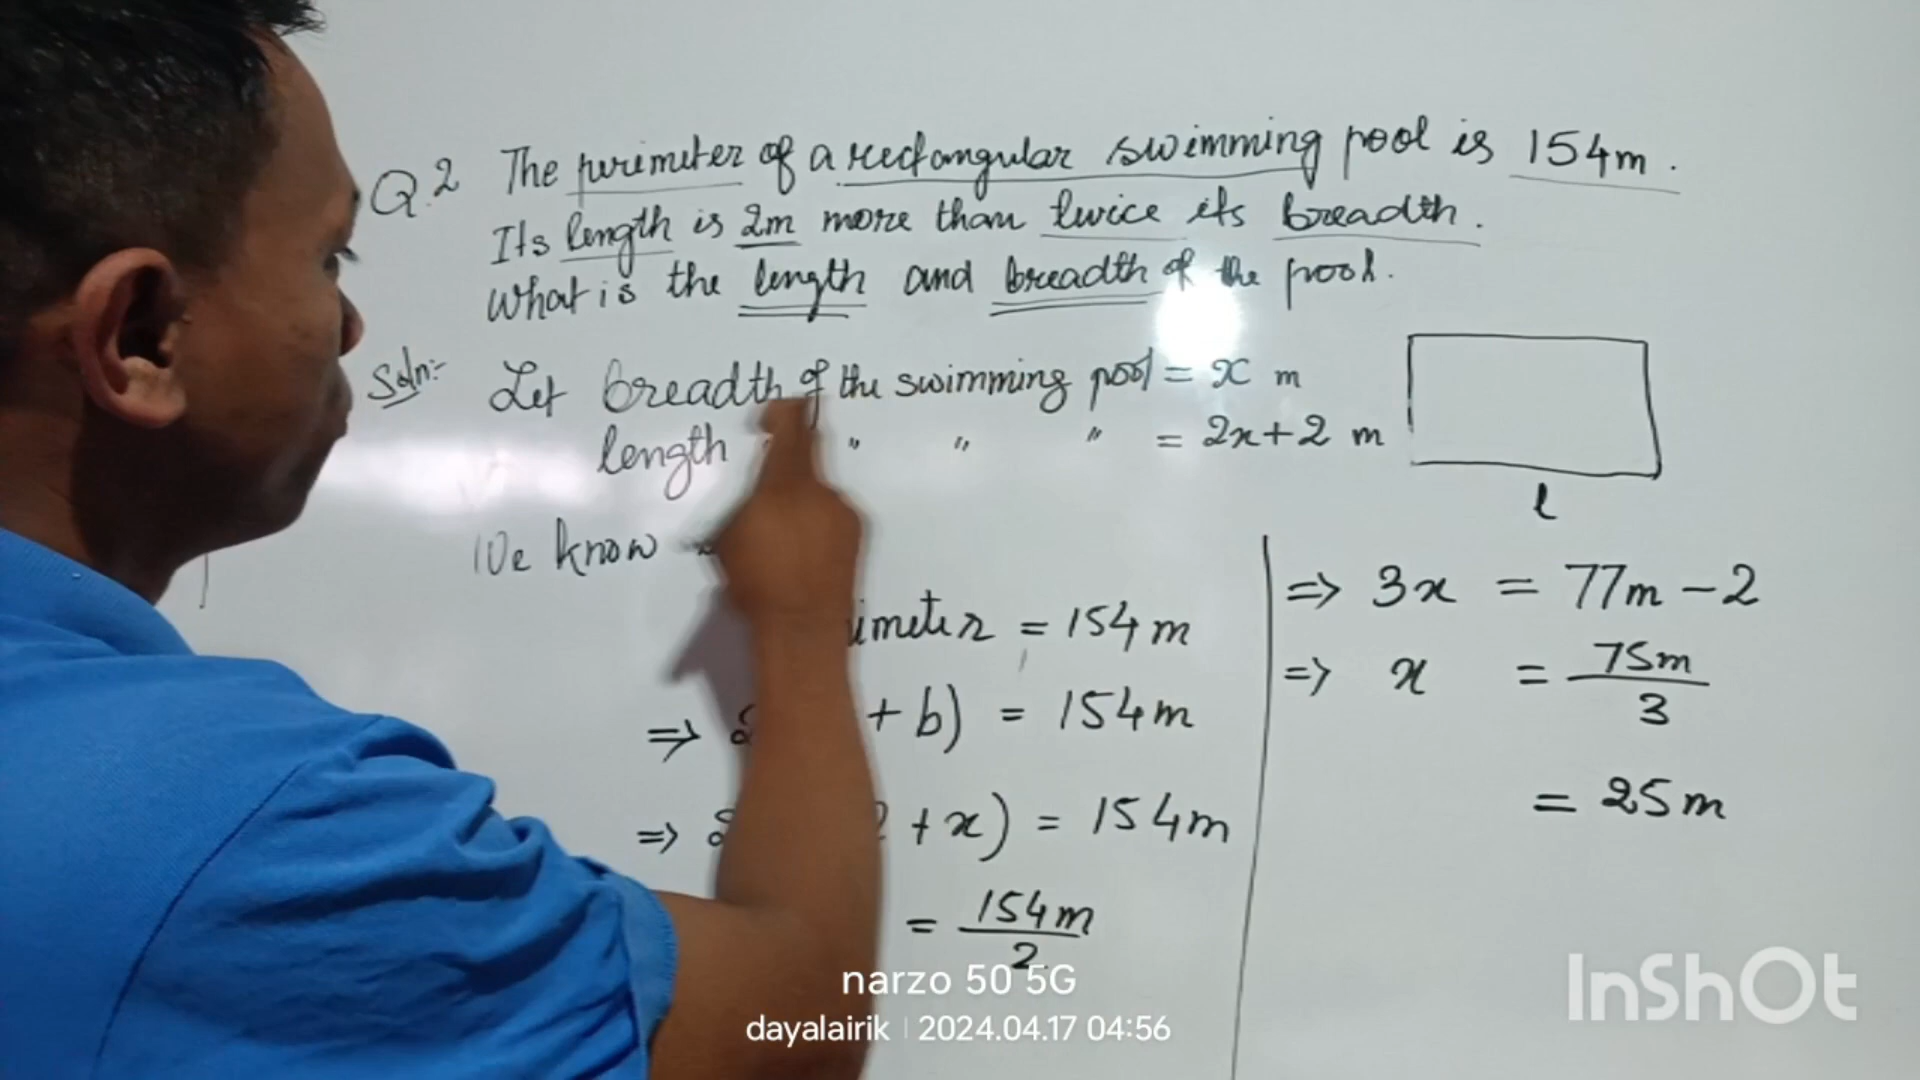 Q.2 The perimeter of a rectangular swimming pool is 154m.
Its length is 2m more than twice its breadth.
What is the length and breadth of the pool.
Soln:- Let breadth of the swimming pool = x m
length " " " = 2x+2 m
l
We know
= 154m
⇒ + b) = 154m
⇒ + x) = 154m
= 154m
2
⇒ 3x = 77m - 2
⇒ x = 75m
3
= 25m
narzo 50 5G
dayalairik | 2024.04.17 04:56
InShOt